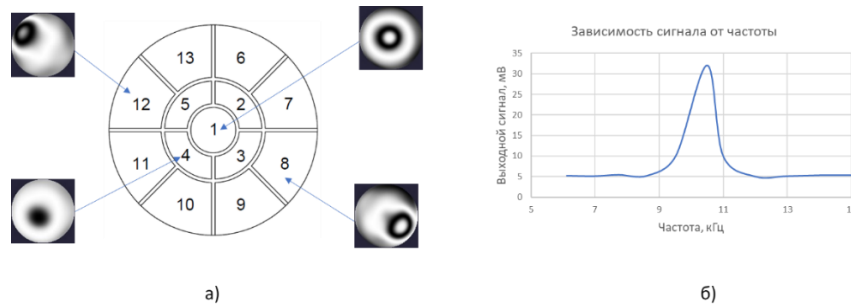 13 6
12 5 2 7
1
11 4 3 8
10 9
а)
Зависимость сигнала от частоты
Выходной сигнал, мВ
35
30
25
20
15
10
5
0
5 7 9 11 13 1
Частота, кГц
б)